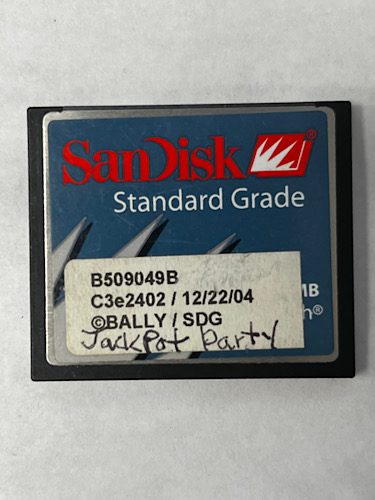 SanDisk®
Standard Grade
B509049B
C3e2402 / 12/22/04
©BALLY / SDG
Jackpot Party
MB
®